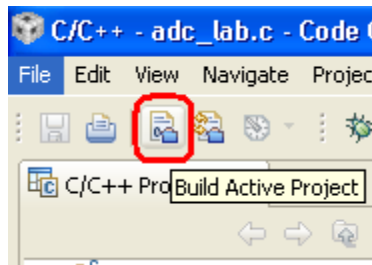 C/C++ - adc_lab.c - Code
File Edit View Navigate Projec
C/C++ Pro
Build Active Project